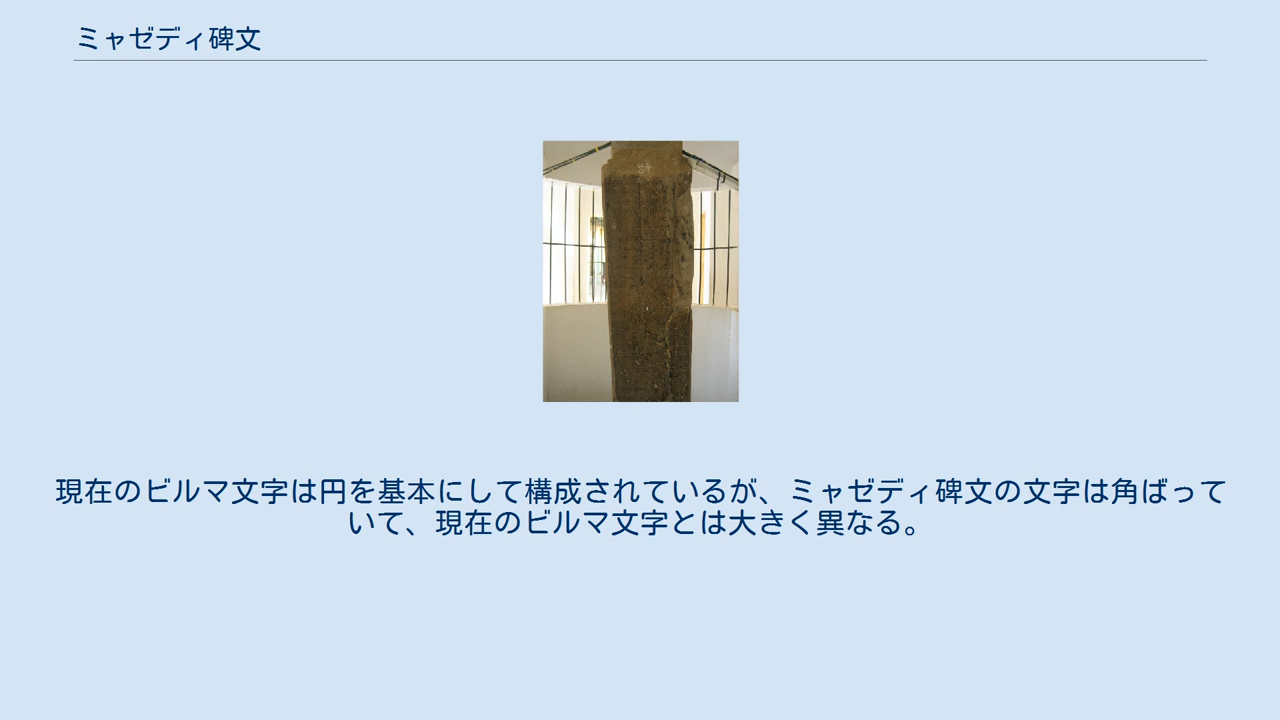 ミャゼディ碑文
現在のビルマ文字は円を基本にして構成されているが、ミャゼディ碑文の文字は角ばって
いて、現在のビルマ文字とは大きく異なる。